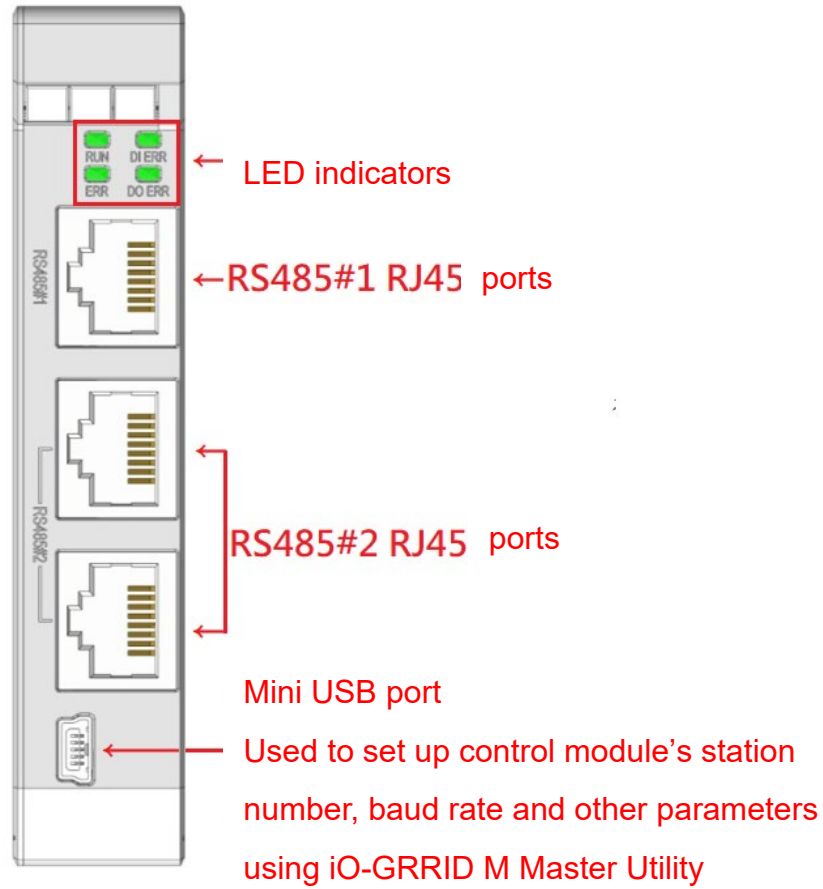 RUN DI ERR
ERR DO ERR
LED indicators
RS485#1
RS485#1 RJ45 ports
RS485#2
RS485#2 RJ45 ports
Mini USB port
Used to set up control module’s station
number, baud rate and other parameters
using iO-GRRID M Master Utility